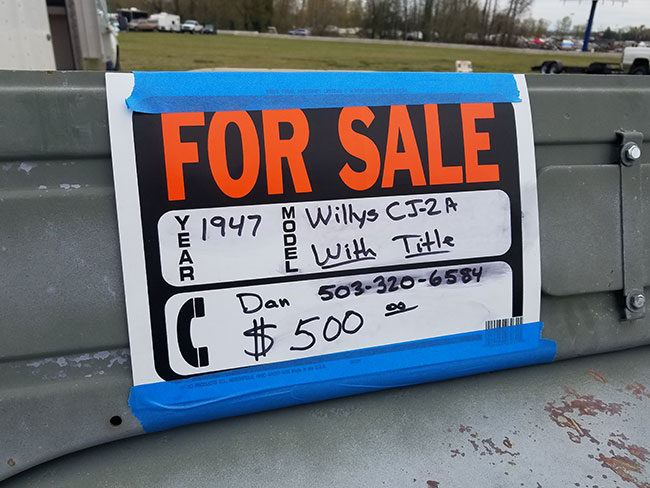 FOR SALE
YEAR 1947 MODEL Willys CJ-2A
With Title
Dan 503-320-6584
$500 00